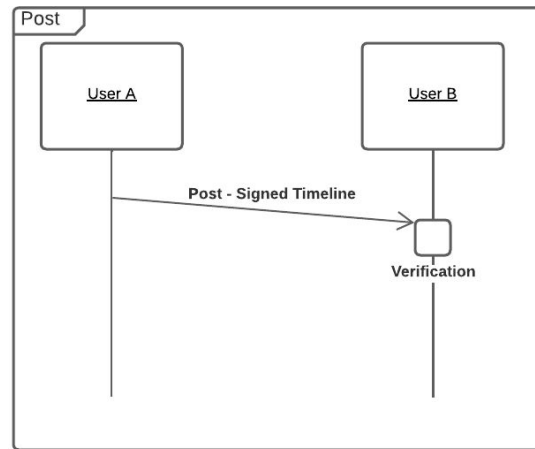 Post
User A
User B
Post - Signed Timeline
Verification